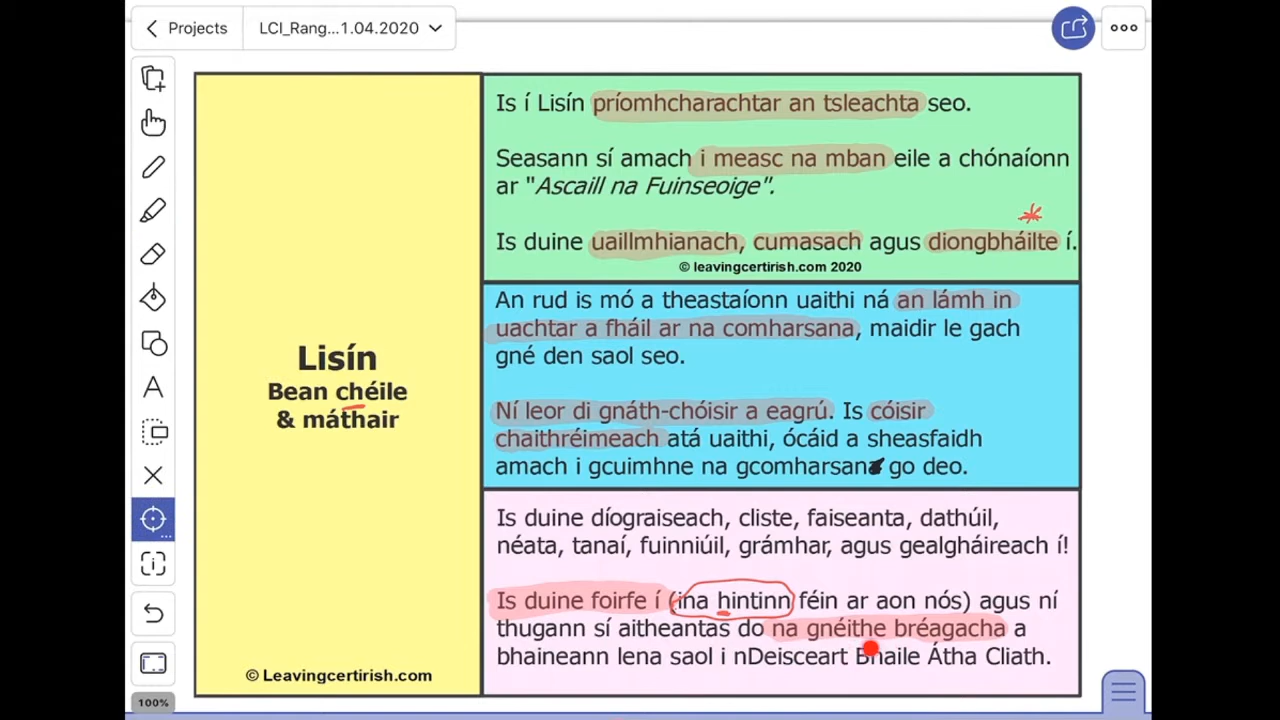 Projects
LCI_Rang...1.04.2020
Is í Lisín príomhcharachtar an tsleachta seo.
Seasann sí amach i measc na mban eile a chónaíonn
ar "Ascaill na Fuinseoige".
Is duine uaillmhianach, cumasach agus diongbháilte í.
© leavingcertirish.com 2020
An rud is mó a theastaíonn uaithi ná an lámh in
uachtar a fháil ar na comharsana, maidir le gach
gné den saol seo.
Ní leor di gnáth-chóisir a eagrú. Is cóisir
chaithréimeach atá uaithi, ócáid a sheasfaidh
amach i gcuimhne na gcomharsana go deo.
Lisín
Bean chéile
& máthair
Is duine díograiseach, cliste, faiseanta, dathúil,
néata, tanaí, fuinniúil, grámhar, agus gealgháireach í!
Is duine foirfe í (ina hintinn féin ar aon nós) agus ní
thugann sí aitheantas do na gnéithe bréagacha a
bhaineann lena saol i nDeisceart Bhaile Átha Cliath.
© Leavingcertirish.com
A
100%